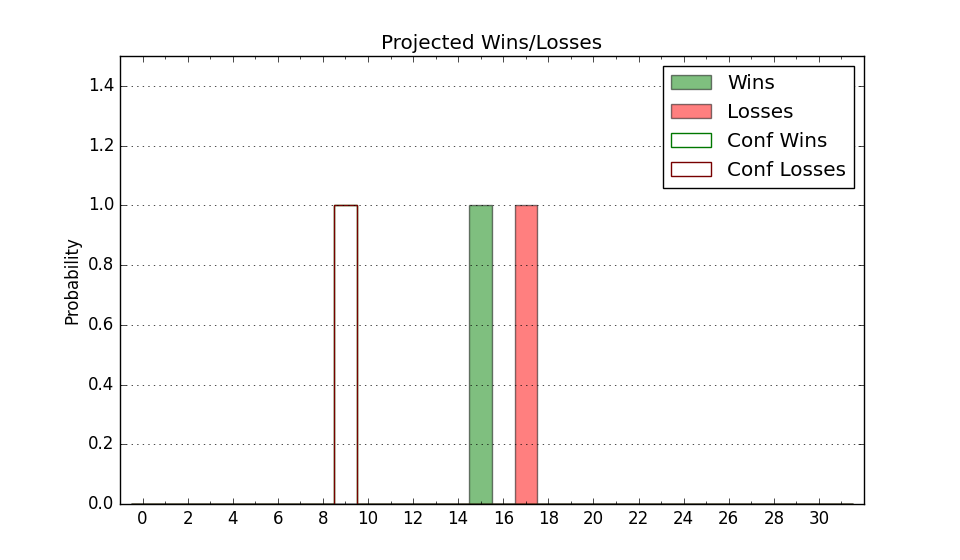 Projected Wins/Losses
Wins
Losses
Conf Wins
Conf Losses
Probability
1.4
1.2
1.0
0.8
0.6
0.4
0.2
0.0
0 2 4 6 8 10 12 14 16 18 20 22 24 26 28 30